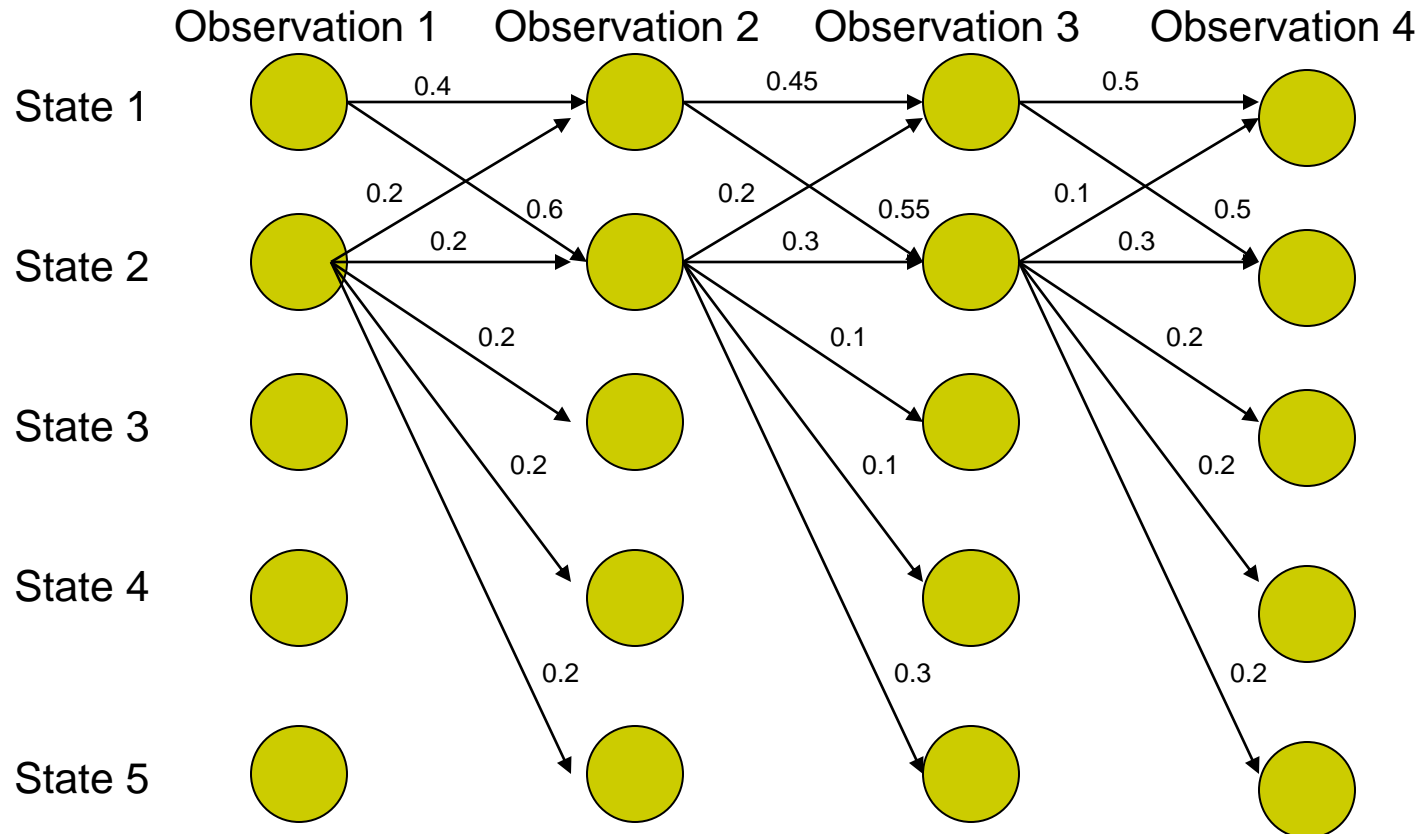 Observation 1 Observation 2 Observation 3 Observation 4
State 1
0.4 0.45 0.5
0.2 0.6 0.2 0.55 0.1 0.5
State 2
0.2 0.3 0.3
0.2 0.1 0.2
State 3
0.2 0.1 0.2
State 4
0.2 0.3 0.2
State 5